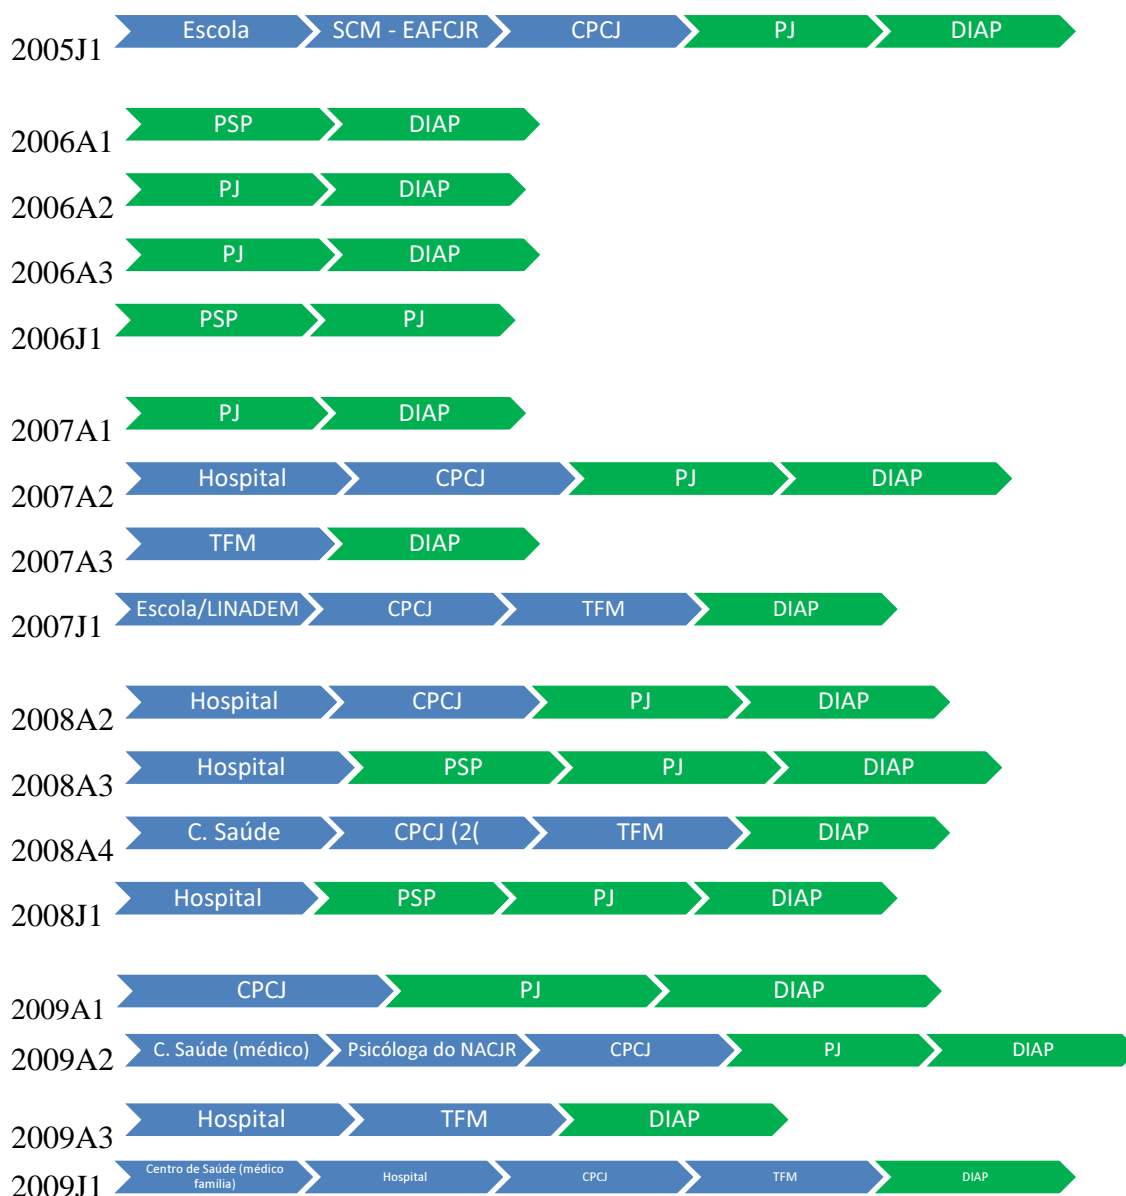 2005J1 Escola SCM - EAFCJR CPCJ PJ DIAP
2006A1 PSP DIAP
2006A2 PJ DIAP
2006A3 PJ DIAP
2006J1 PSP PJ
2007A1 PJ DIAP
2007A2 Hospital CPCJ PJ DIAP
2007A3 TFM DIAP
2007J1 Escola/LINADEM CPCJ TFM DIAP
2008A2 Hospital CPCJ PJ DIAP
2008A3 Hospital PSP PJ DIAP
2008A4 C. Saúde CPCJ (2( TFM DIAP
2008J1 Hospital PSP PJ DIAP
2009A1 CPCJ PJ DIAP
2009A2 C. Saúde (médico) Psicóloga do NACJR CPCJ PJ DIAP
2009A3 Hospital TFM DIAP
2009J1 Centro de Saúde (médico
família) Hospital CPCJ TFM DIAP